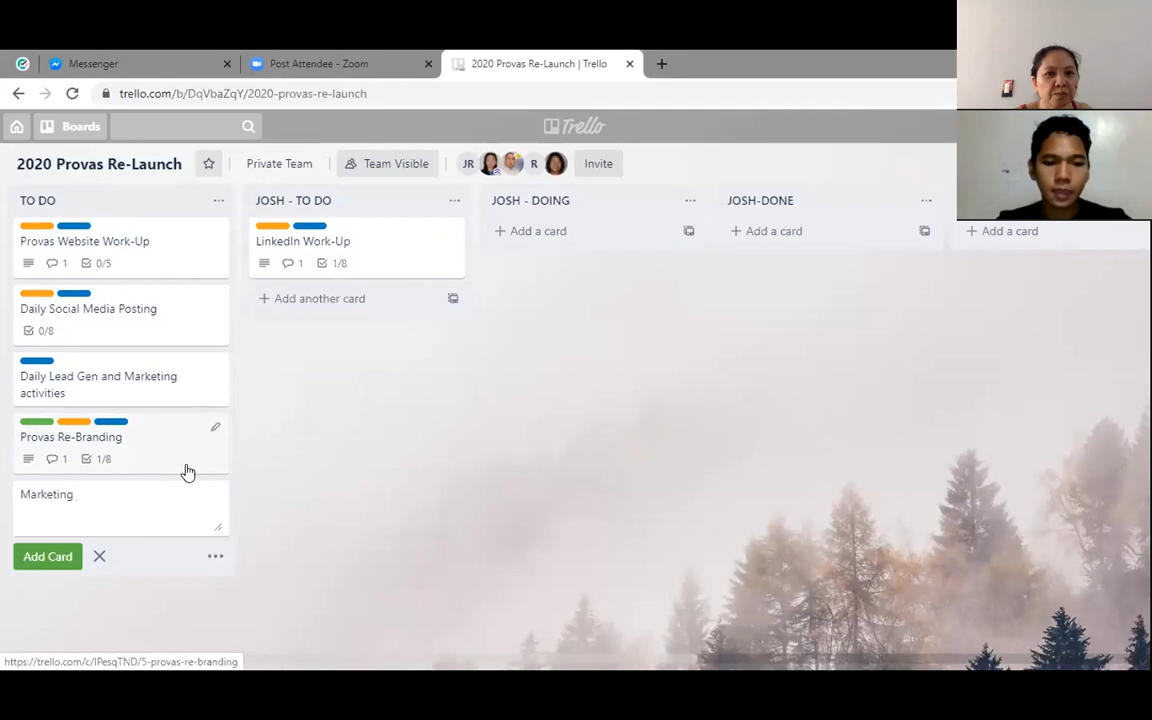 Messenger
Post Attendee - Zoom
2020 Provas Re-Launch | Trello
trello.com/b/DqVbaZqY/2020-provas-re-launch
Boards
Trello
2020 Provas Re-Launch
Private Team
Team Visible
JR
R
Invite
TO DO
Provas Website Work-Up
1
0/5
Daily Social Media Posting
0/8
Daily Lead Gen and Marketing
activities
Provas Re-Branding
1
1/8
Marketing
Add Card
JOSH - TO DO
LinkedIn Work-Up
1
1/8
+ Add another card
JOSH - DOING
+ Add a card
JOSH-DONE
+ Add a card
+ Add a card
https://trello.com/c/IPesqTND/5-provas-re-branding